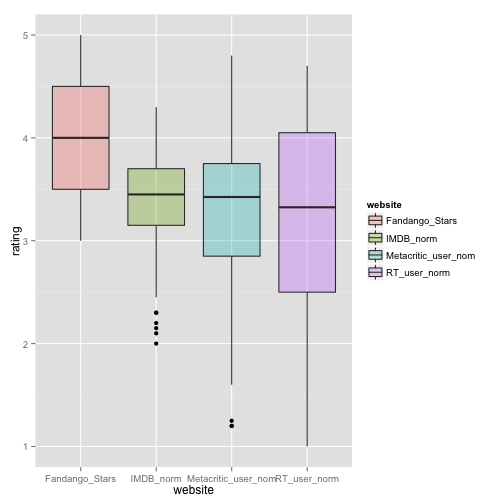 5
4
3
2
1
rating
Fandango_Stars IMDB_norm Metacritic_user_nom RT_user_norm
website
website
Fandango_Stars
IMDB_norm
Metacritic_user_nom
RT_user_norm